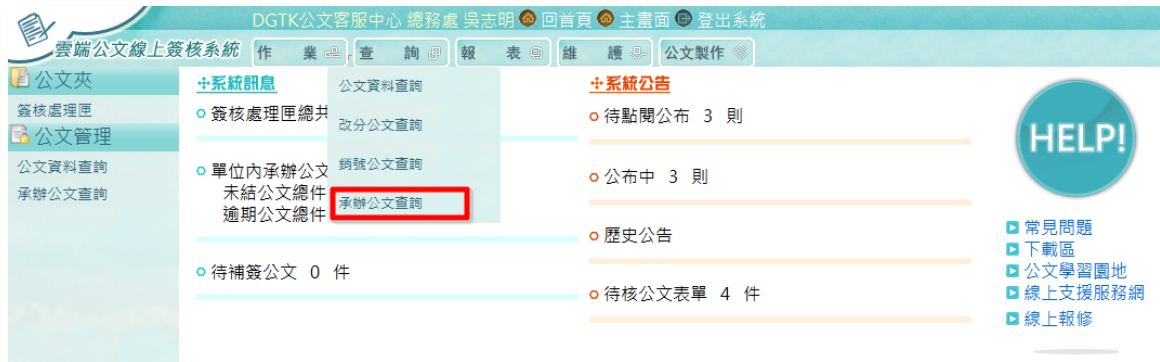 DGTK公文客服中心 總務處 吳志明 回首頁 主畫面 登出系統
雲端公文線上簽核系統
作 業 查 詢 報 表 維 護 公文製作
公文夾
簽核處理匣
公文管理
公文資料查詢
承辦公文查詢
系統訊息
簽核處理匣總共
單位內承辦公文
未結公文總件
逾期公文總件
待補簽公文 0 件
公文資料查詢
改分公文查詢
銷號公文查詢
承辦公文查詢
系統公告
待點閱公布 3 則
公布中 3 則
歷史公告
待核公文表單 4 件
HELP!
常見問題
下載區
公文學習園地
線上支援服務網
線上報修